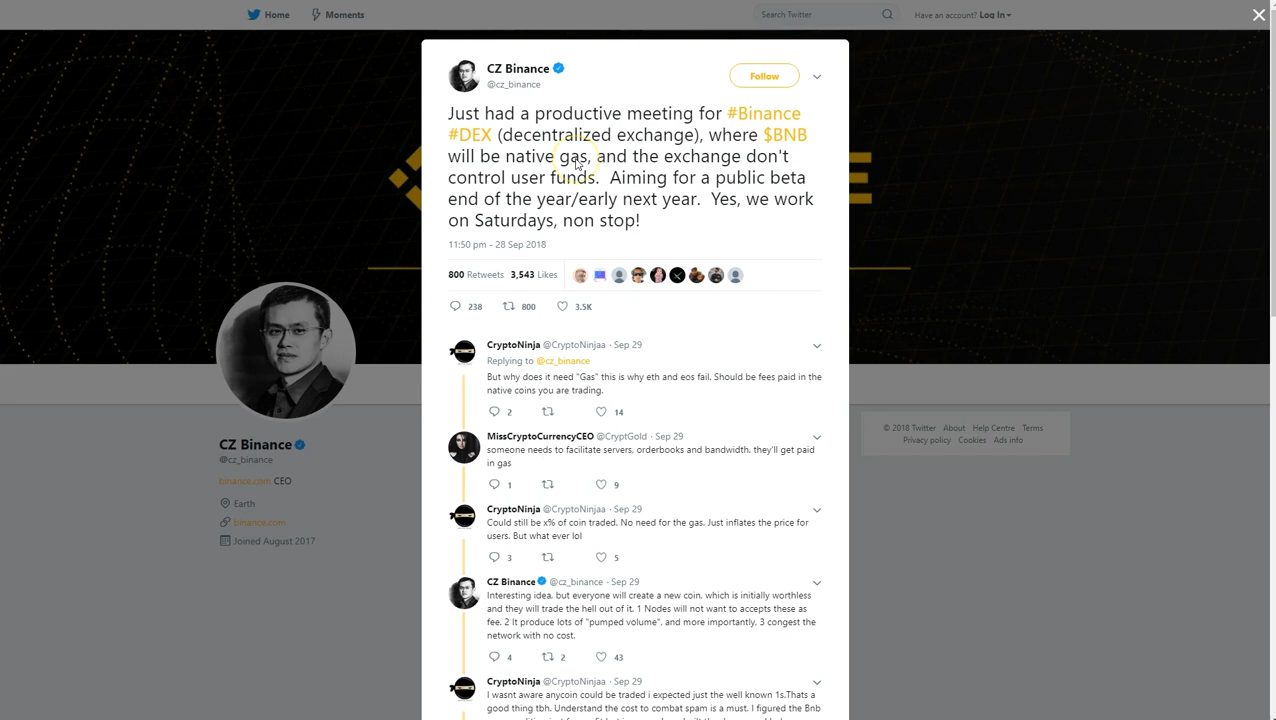 Home
Moments
Search Twitter
Have an account? Log In
CZ Binance
@cz_binance
Follow
Just had a productive meeting for #Binance
#DEX (decentralized exchange), where $BNB
will be native gas, and the exchange don't
control user funds. Aiming for a public beta
end of the year/early next year. Yes, we work
on Saturdays, non stop!
11:50 pm - 28 Sep 2018
800 Retweets 3,543 Likes
238 800 3.5K
CryptoNinja @CryptoNinjaa · Sep 29
Replying to @cz_binance
But why does it need "Gas" this is why eth and eos fail. Should be fees paid in the
native coins you are trading.
2 14
MissCryptoCurrencyCEO @CryptGold · Sep 29
someone needs to facilitate servers, orderbooks and bandwidth, they'll get paid
in gas
1 9
CryptoNinja @CryptoNinjaa · Sep 29
Could still be x% of coin traded. No need for the gas. Just inflates the price for
users. But what ever lol
3 5
CZ Binance @cz_binance · Sep 29
Interesting idea, but everyone will create a new coin, which is initially worthless
and they will trade the hell out of it. 1 Nodes will not want to accepts these as
fee. 2 It produce lots of "pumped volume", and more importantly, 3 congest the
network with no cost.
4 2 43
CryptoNinja @CryptoNinjaa · Sep 29
I wasnt aware anycoin could be traded i expected just the well known 1s.Thats a
good thing tbh. Understand the cost to combat spam is a must. I figured the Bnb
CZ Binance
@cz_binance
binance.com CEO
Earth
binance.com
Joined August 2017
© 2018 Twitter About Help Centre Terms
Privacy policy Cookies Ads info